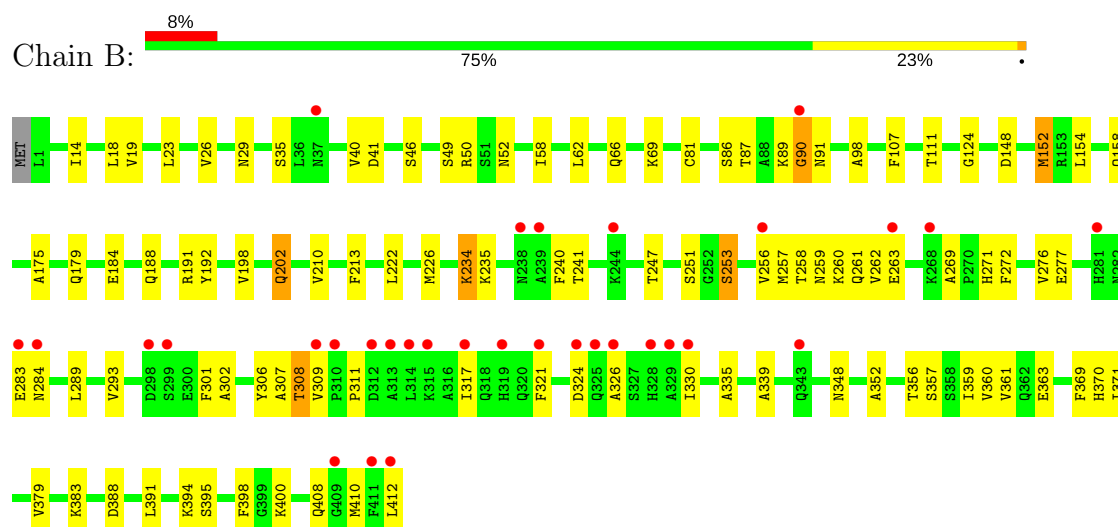 8%
Chain B:
75% 23% •
MET L1 I14 L18 V19 L23 V26 N29 S35 L36 N37 V40 D41 S46 S49 R50 S51 N52 I58 L62 Q66 K69 C81 S86 T87 A88 K89 G90 N91 A98 F107 T111 G124 D148 M152 R153 L154
A175 Q179 E184 Q188 R191 Y192 V198 Q202 V210 F213 L222 M226 K234 K235 N238 A239 F240 T241 K244 T247 S251 G252 S253 V256 M257 T258 N259 K260 Q261 V262 E263 K268 A269 P270 H271 F272 V276 E277 H281 N282
E283 N284 L289 V293 D298 S299 E300 F301 A302 Y306 A307 T308 V309 P310 P311 D312 A313 L314 K315 A316 I317 Q318 H319 Q320 F321 D324 Q325 A326 S327 H328 A329 I330 A335 A339 Q343 N348 A352 T356 S357 S358 I359 V360 V361 Q362 E363 F369 H370
V379 K383 D388 L391 K394 S395 F398 G399 K400 Q408 G409 M410 F411 L412